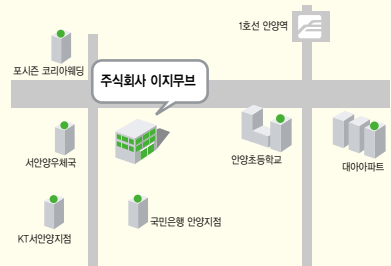 1호선 안양역
포시즌 코리아웨딩
주식회사 이지무브
서안양우체국
안양초등학교
대아아파트
KT서안양지점
국민은행 안양지점